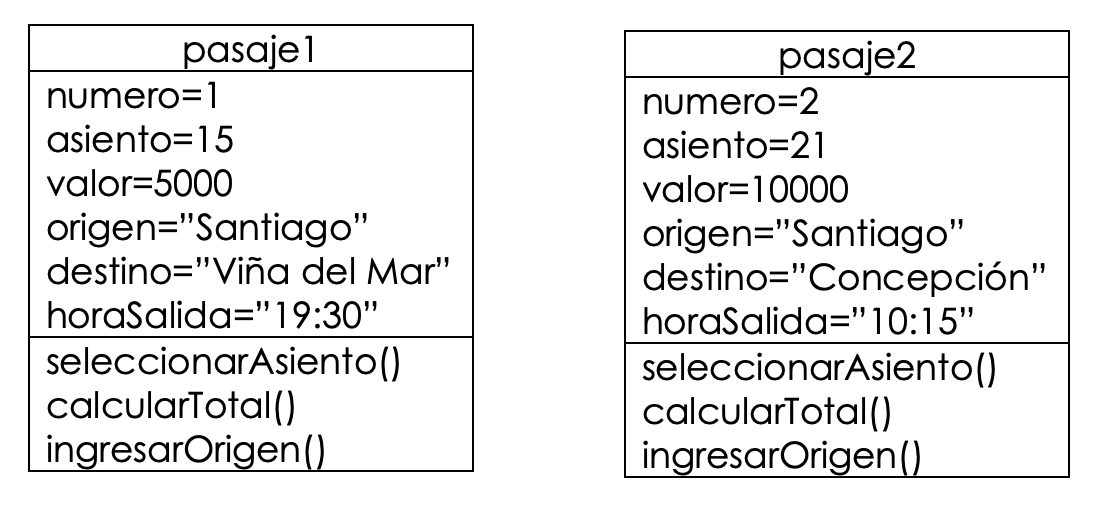 pasaje1
numero=1
asiento=15
valor=5000
origen=”Santiago”
destino=”Viña del Mar”
horaSalida=”19:30”
seleccionarAsiento()
calcularTotal()
ingresarOrigen()
pasaje2
numero=2
asiento=21
valor=10000
origen=”Santiago”
destino=”Concepción”
horaSalida=”10:15”
seleccionarAsiento()
calcularTotal()
ingresarOrigen()